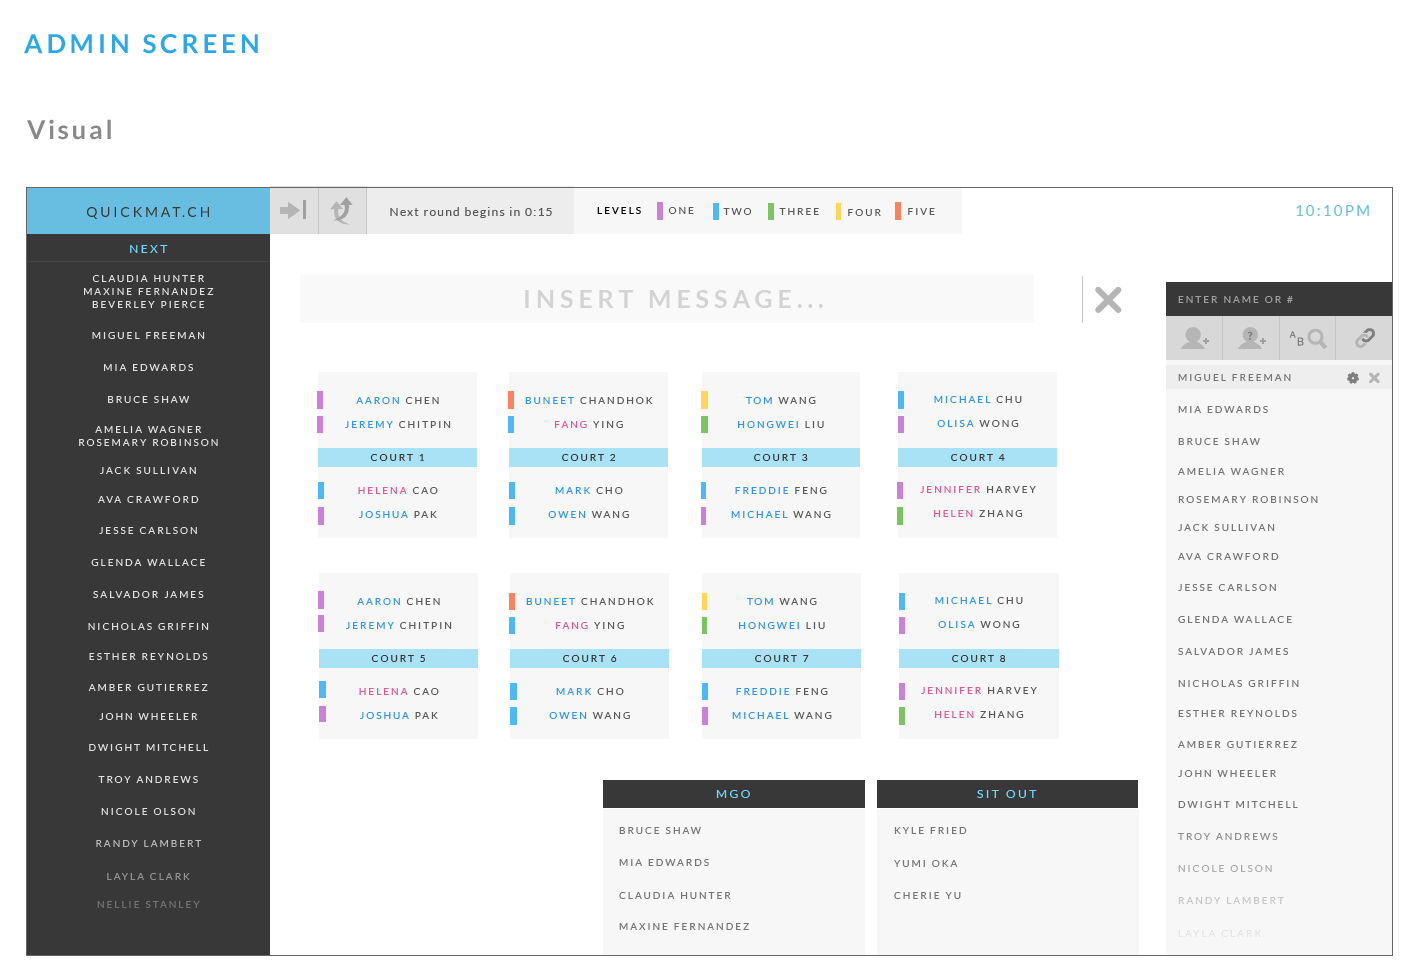 ADMIN SCREEN
Visual
QUICKMAT.CH
Next round begins in 0:15
LEVELS ONE TWO THREE FOUR FIVE
10:10PM
NEXT
CLAUDIA HUNTER
MAXINE FERNANDEZ
BEVERLEY PIERCE
MIGUEL FREEMAN
MIA EDWARDS
BRUCE SHAW
AMELIA WAGNER
ROSEMARY ROBINSON
JACK SULLIVAN
AVA CRAWFORD
JESSE CARLSON
GLENDA WALLACE
SALVADOR JAMES
NICHOLAS GRIFFIN
ESTHER REYNOLDS
AMBER GUTIERREZ
JOHN WHEELER
DWIGHT MITCHELL
TROY ANDREWS
NICOLE OLSON
RANDY LAMBERT
LAYLA CLARK
NELLIE STANLEY
INSERT MESSAGE...
AARON CHEN
JEREMY CHITPIN
COURT 1
HELENA CAO
JOSHUA PAK
BUNEET CHANDHOK
FANG YING
COURT 2
MARK CHO
OWEN WANG
TOM WANG
HONGWEI LIU
COURT 3
FREDDIE FENG
MICHAEL WANG
MICHAEL CHU
OLISA WONG
COURT 4
JENNIFER HARVEY
HELEN ZHANG
AARON CHEN
JEREMY CHITPIN
COURT 5
HELENA CAO
JOSHUA PAK
BUNEET CHANDHOK
FANG YING
COURT 6
MARK CHO
OWEN WANG
TOM WANG
HONGWEI LIU
COURT 7
FREDDIE FENG
MICHAEL WANG
MICHAEL CHU
OLISA WONG
COURT 8
JENNIFER HARVEY
HELEN ZHANG
MGO
BRUCE SHAW
MIA EDWARDS
CLAUDIA HUNTER
MAXINE FERNANDEZ
SIT OUT
KYLE FRIED
YUMI OKA
CHERIE YU
ENTER NAME OR #
? A B
MIGUEL FREEMAN
MIA EDWARDS
BRUCE SHAW
AMELIA WAGNER
ROSEMARY ROBINSON
JACK SULLIVAN
AVA CRAWFORD
JESSE CARLSON
GLENDA WALLACE
SALVADOR JAMES
NICHOLAS GRIFFIN
ESTHER REYNOLDS
AMBER GUTIERREZ
JOHN WHEELER
DWIGHT MITCHELL
TROY ANDREWS
NICOLE OLSON
RANDY LAMBERT
LAYLA CLARK